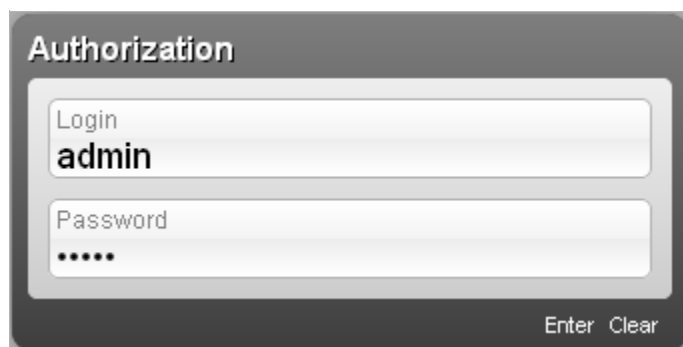 Authorization
Login
admin
Password
•••••
Enter Clear